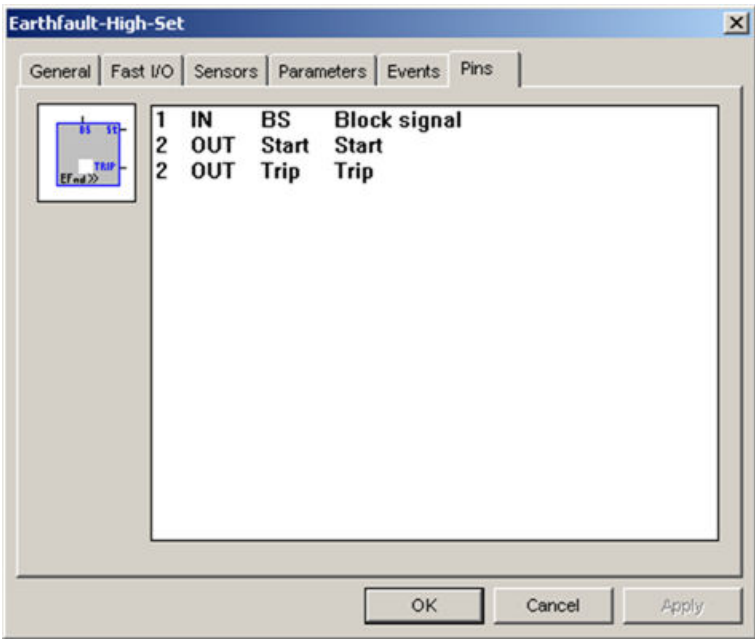 Earthfault-High-Set
General Fast I/O Sensors Parameters Events Pins
BS St
TRIP
EFnd>>
1 IN BS Block signal
2 OUT Start Start
2 OUT Trip Trip
OK Cancel Apply